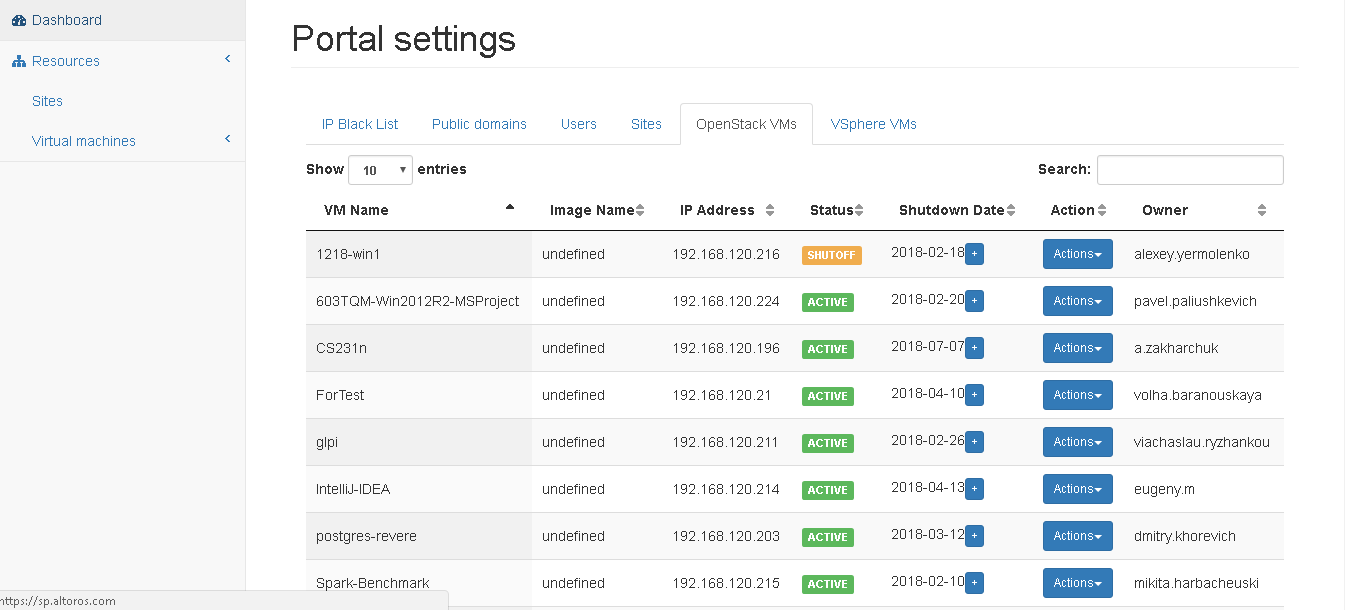 Dashboard
Resources
Sites
Virtual machines
Portal settings
IP Black List Public domains Users Sites OpenStack VMs VSphere VMs
Show 10 entries Search:
VM Name Image Name IP Address Status Shutdown Date Action Owner
1218-win1 undefined 192.168.120.216 SHUTOFF 2018-02-18 + Actions alexey.yermolenko
603TQM-Win2012R2-MSProject undefined 192.168.120.224 ACTIVE 2018-02-20 + Actions pavel.paliushkevich
CS231n undefined 192.168.120.196 ACTIVE 2018-07-07 + Actions a.zakharchuk
ForTest undefined 192.168.120.21 ACTIVE 2018-04-10 + Actions volha.baranouskaya
glpi undefined 192.168.120.211 ACTIVE 2018-02-26 + Actions viachaslau.ryzhankou
IntelliJ-IDEA undefined 192.168.120.214 ACTIVE 2018-04-13 + Actions eugeny.m
postgres-revere undefined 192.168.120.203 ACTIVE 2018-03-12 + Actions dmitry.khorevich
Spark-Benchmark undefined 192.168.120.215 ACTIVE 2018-02-10 + Actions mikita.harbacheuski
https://sp.altoros.com